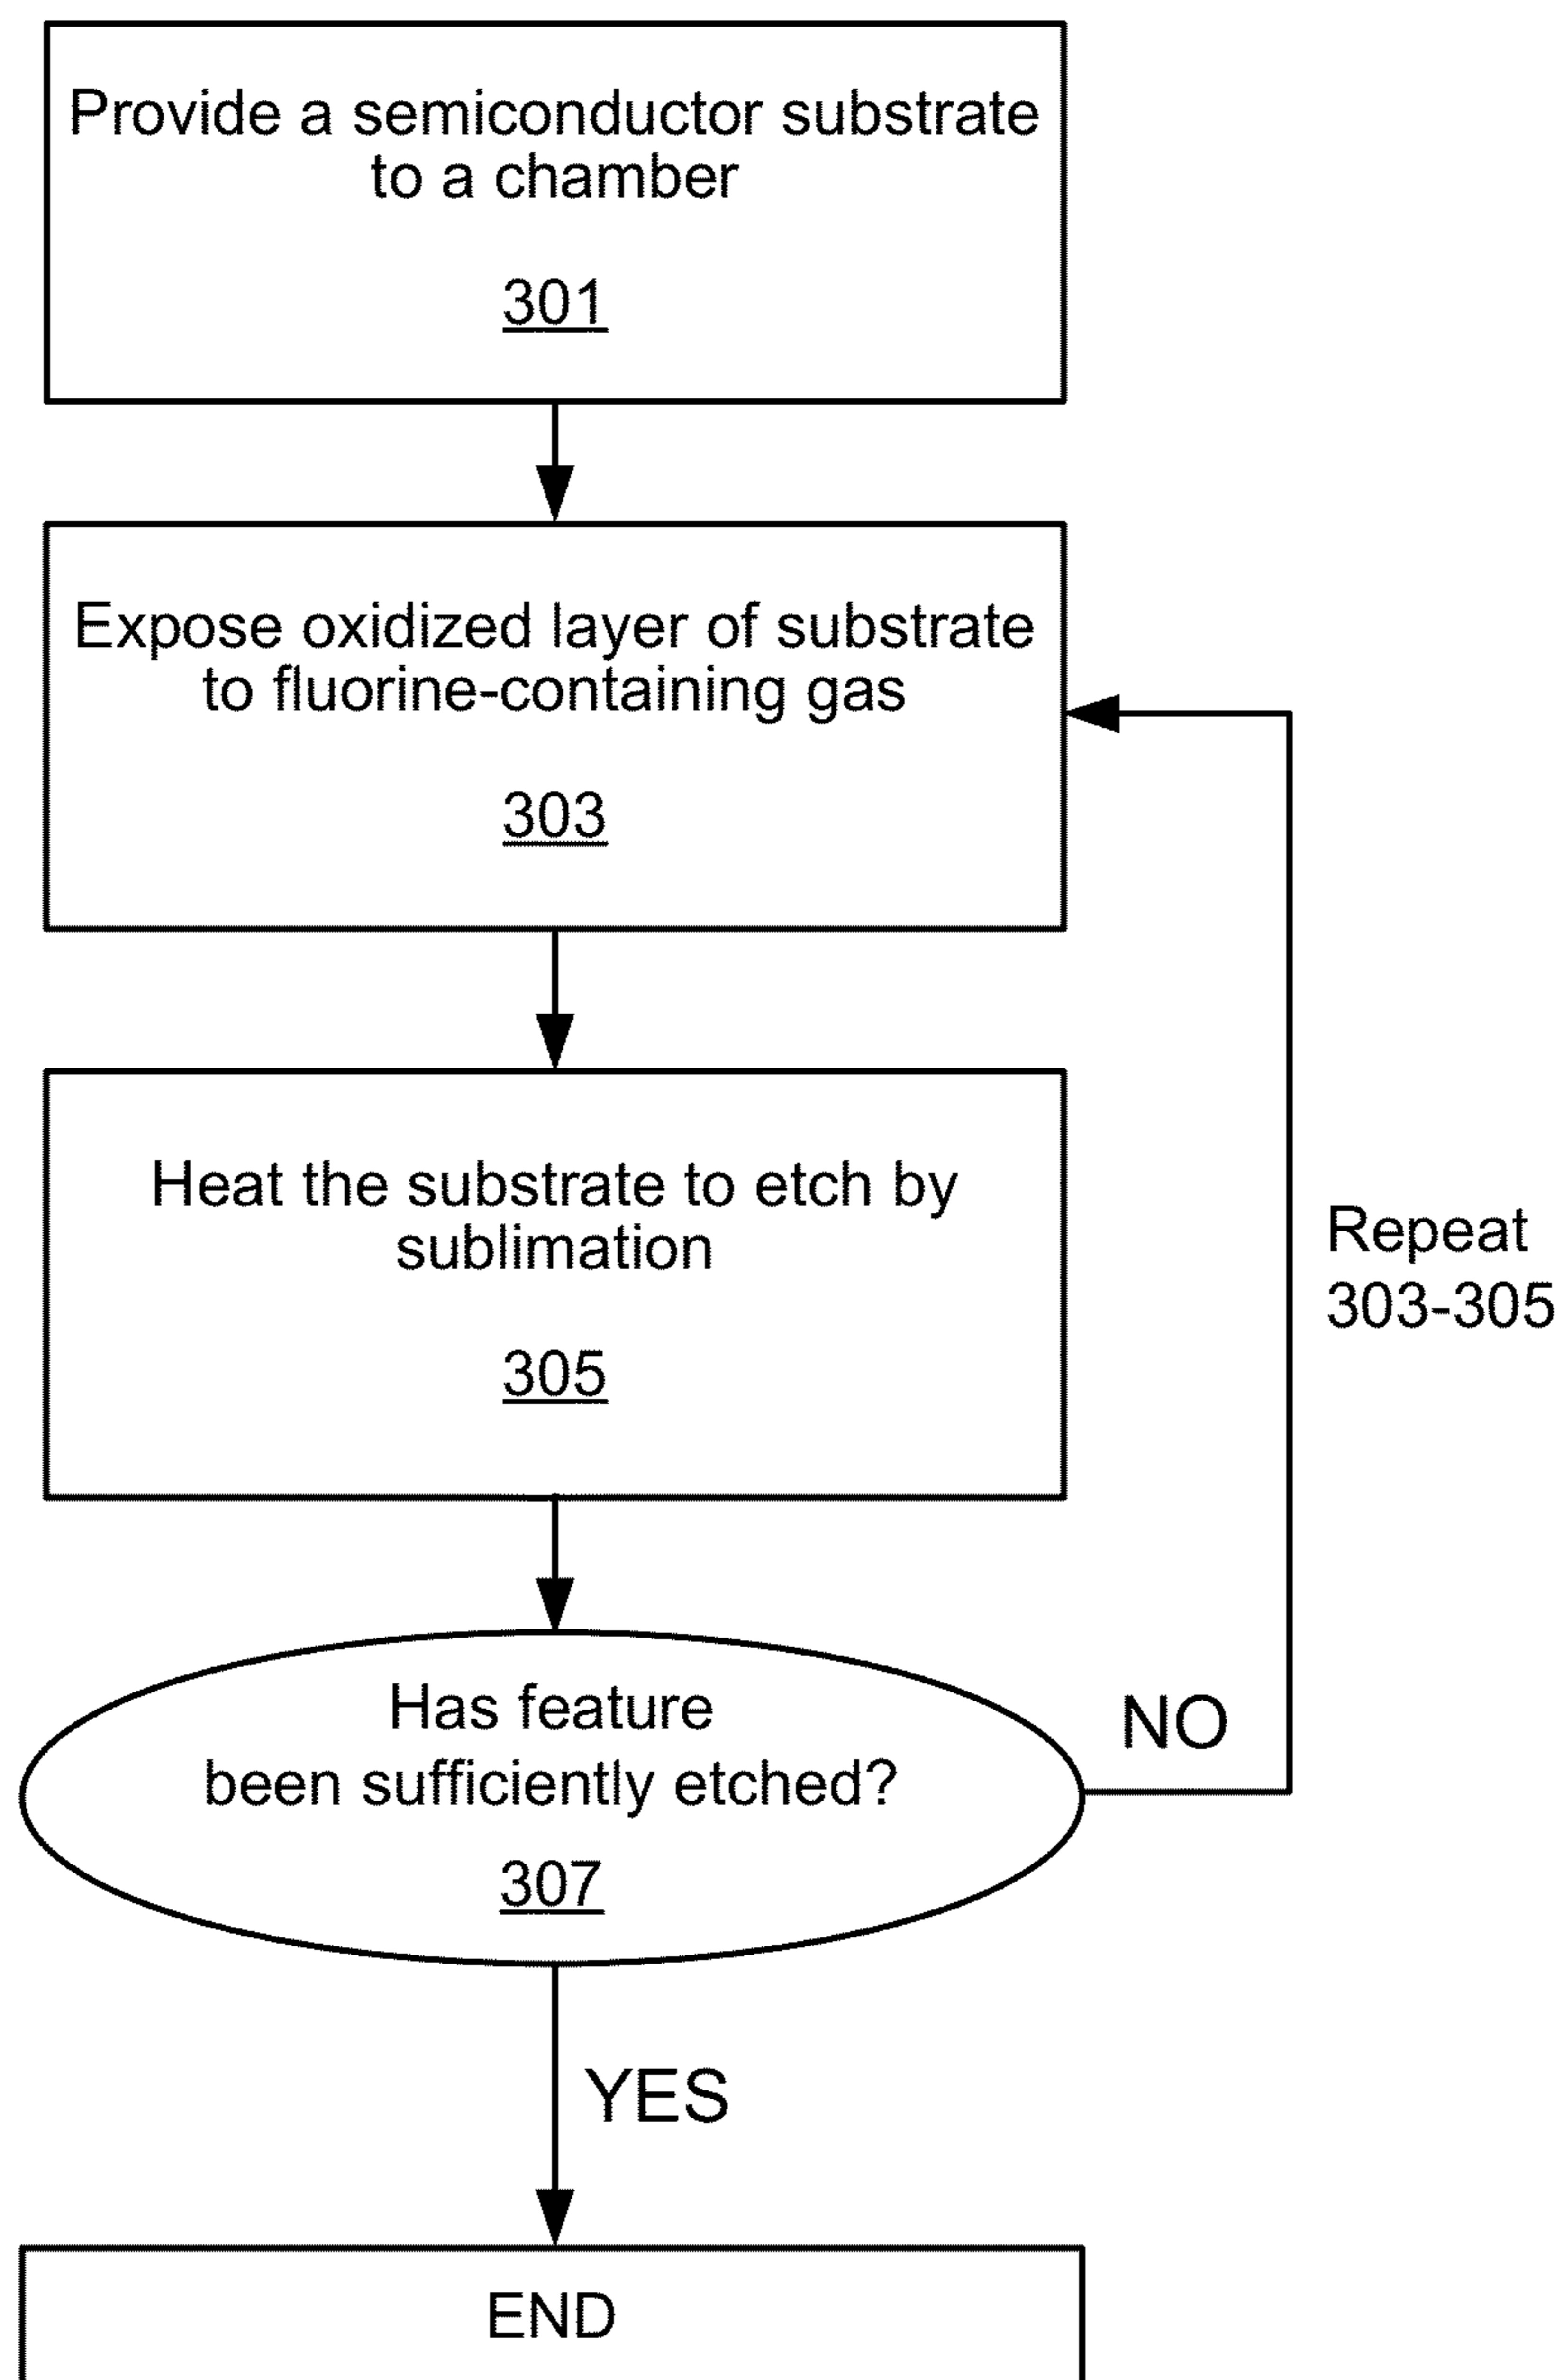 Provide a semiconductor substrate
to a chamber
301
Expose oxidized layer of substrate
to fluorine-containing gas
303
Heat the substrate to etch by
sublimation
305
Repeat
303-305
Has feature
been sufficiently etched?
307
NO
YES
END